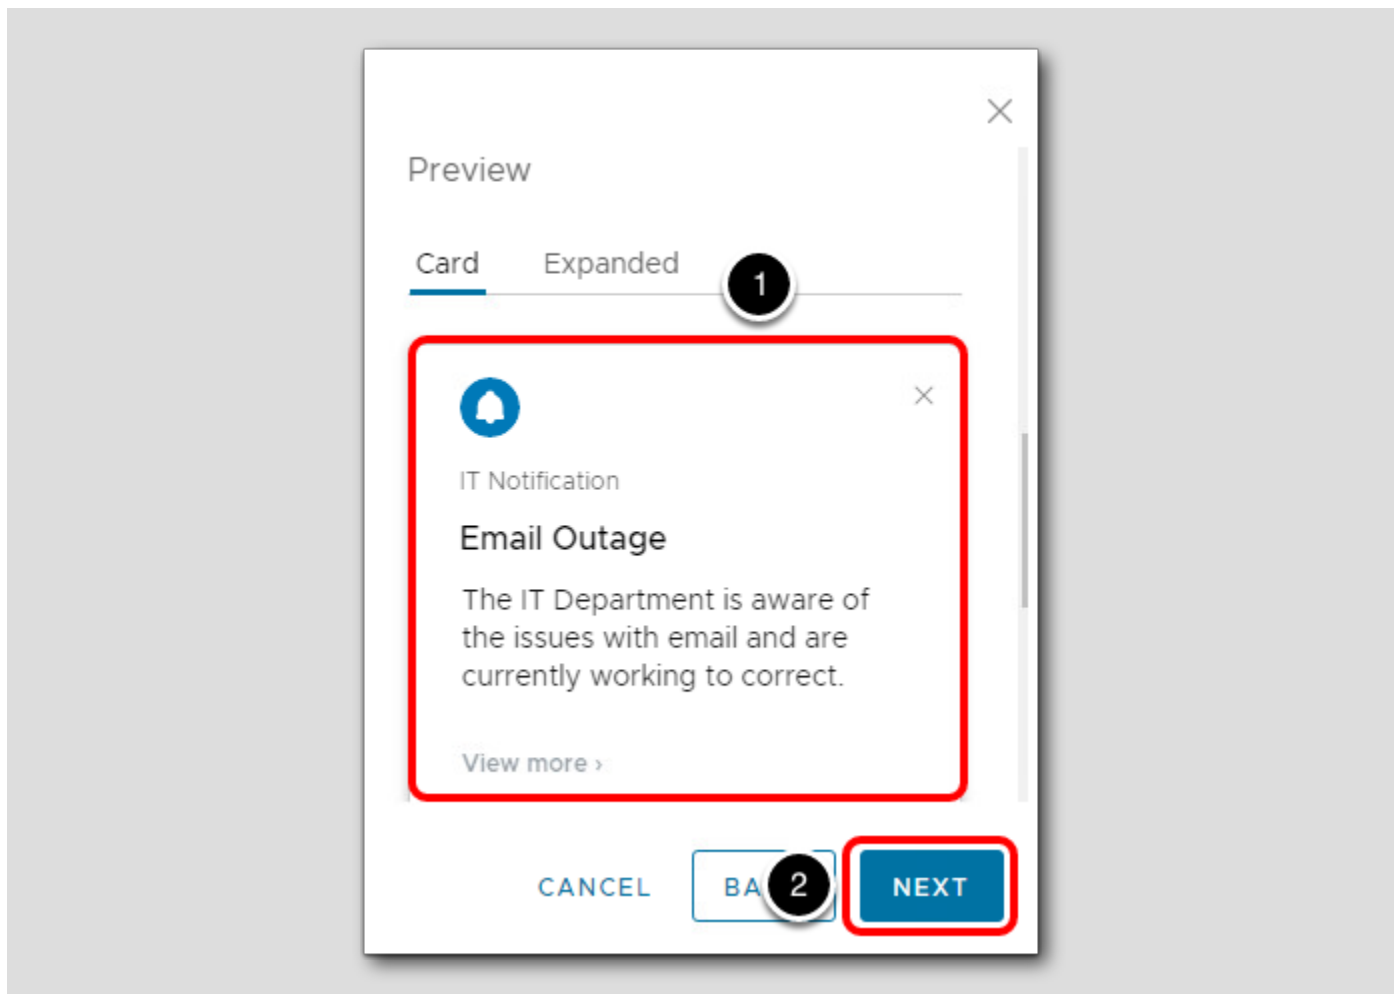 Preview
Card Expanded
1
IT Notification
Email Outage
The IT Department is aware of
the issues with email and are
currently working to correct.
View more ›
CANCEL
2
NEXT